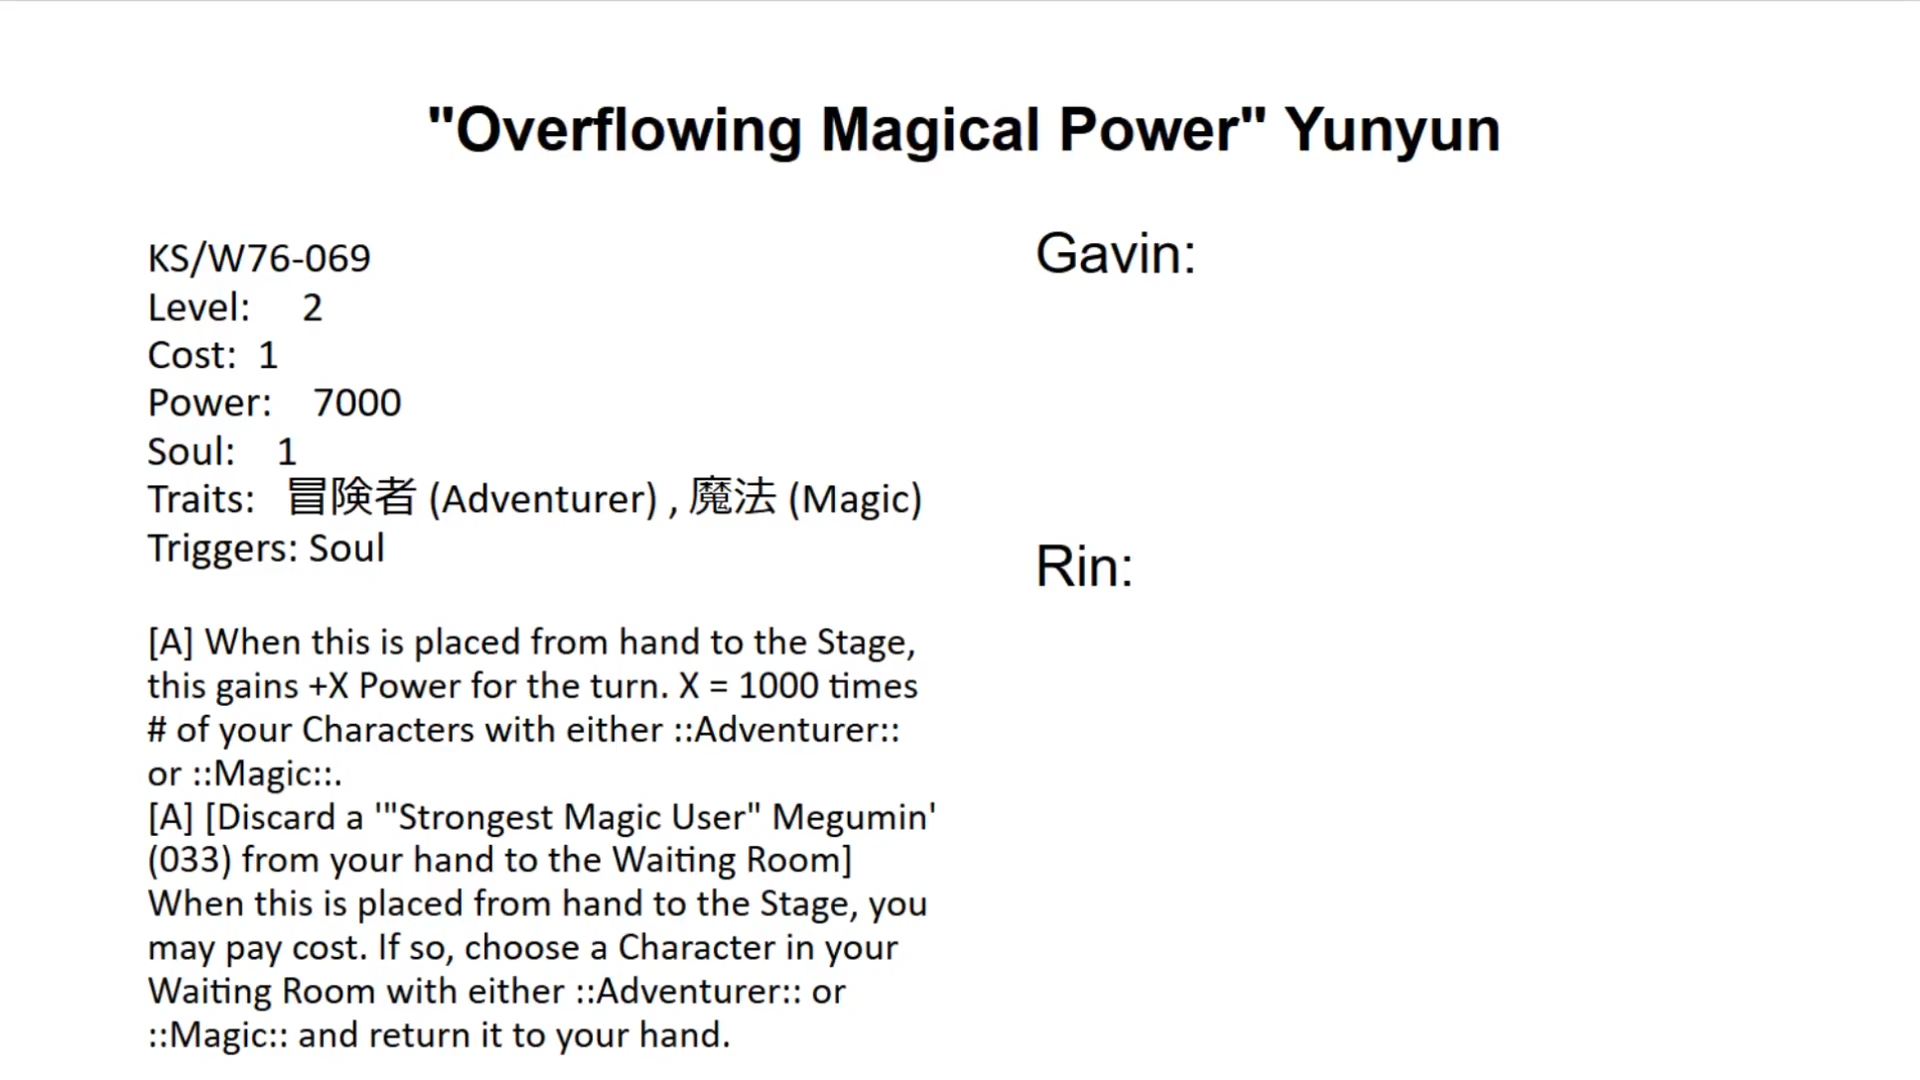 "Overflowing Magical Power" Yunyun
KS/W76-069
Level: 2
Cost: 1
Power: 7000
Soul: 1
Traits: 冒険者 (Adventurer) , 魔法 (Magic)
Triggers: Soul
[A] When this is placed from hand to the Stage,
this gains +X Power for the turn. X = 1000 times
# of your Characters with either ::Adventurer::
or ::Magic::.
[A] [Discard a '"Strongest Magic User" Megumin'
(033) from your hand to the Waiting Room]
When this is placed from hand to the Stage, you
may pay cost. If so, choose a Character in your
Waiting Room with either ::Adventurer:: or
::Magic:: and return it to your hand.
Gavin:
Rin: